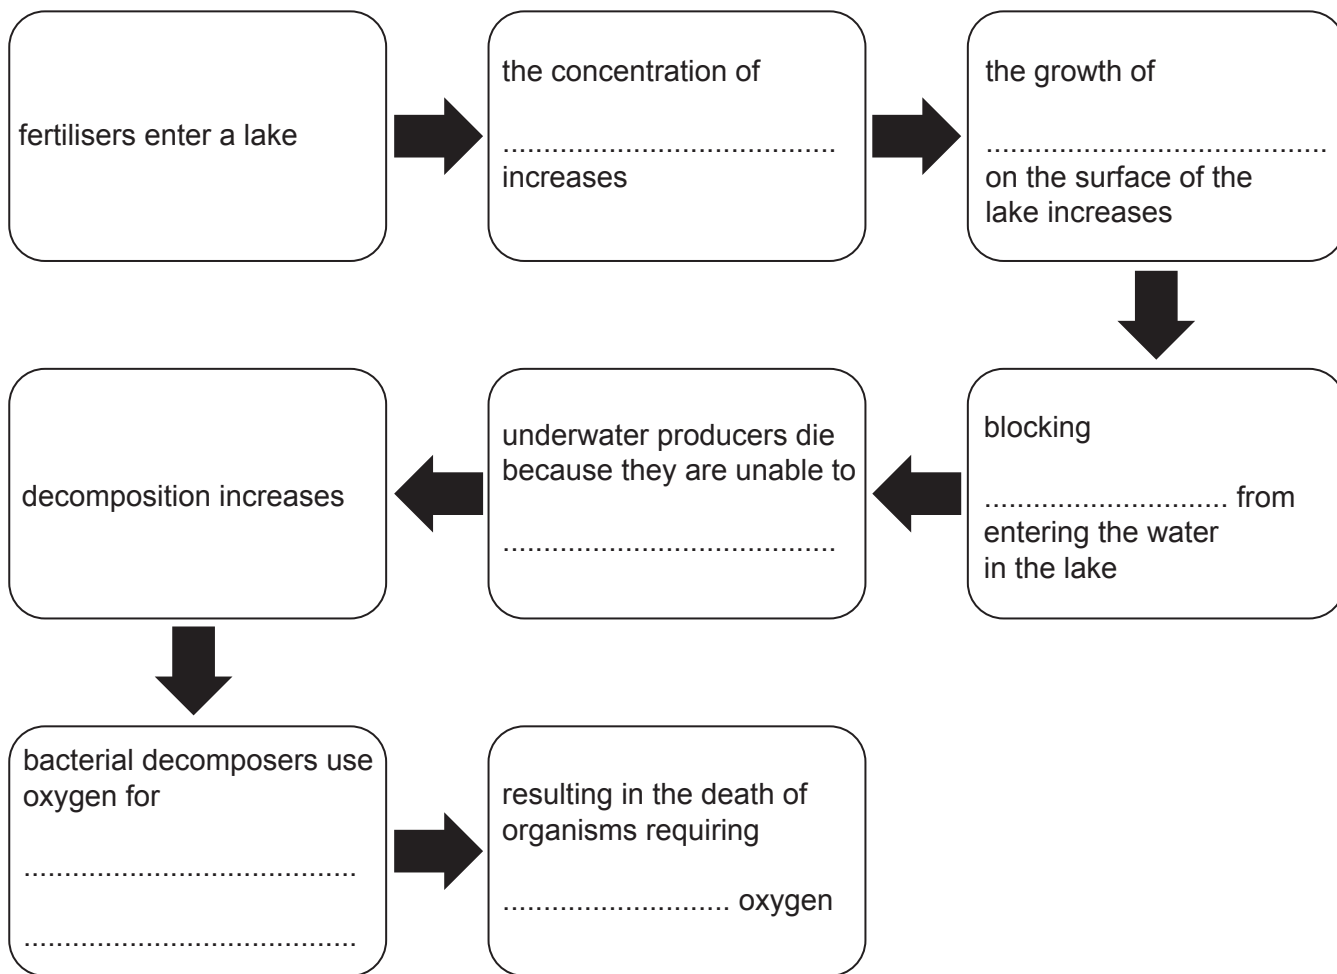 fertilisers enter a lake
the concentration of
.........................................
increases
the growth of
..........................................
on the surface of the
lake increases
blocking
.............................. from
entering the water
in the lake
underwater producers die
because they are unable to
.........................................
decomposition increases
bacterial decomposers use
oxygen for
.........................................
.........................................
resulting in the death of
organisms requiring
............................ oxygen